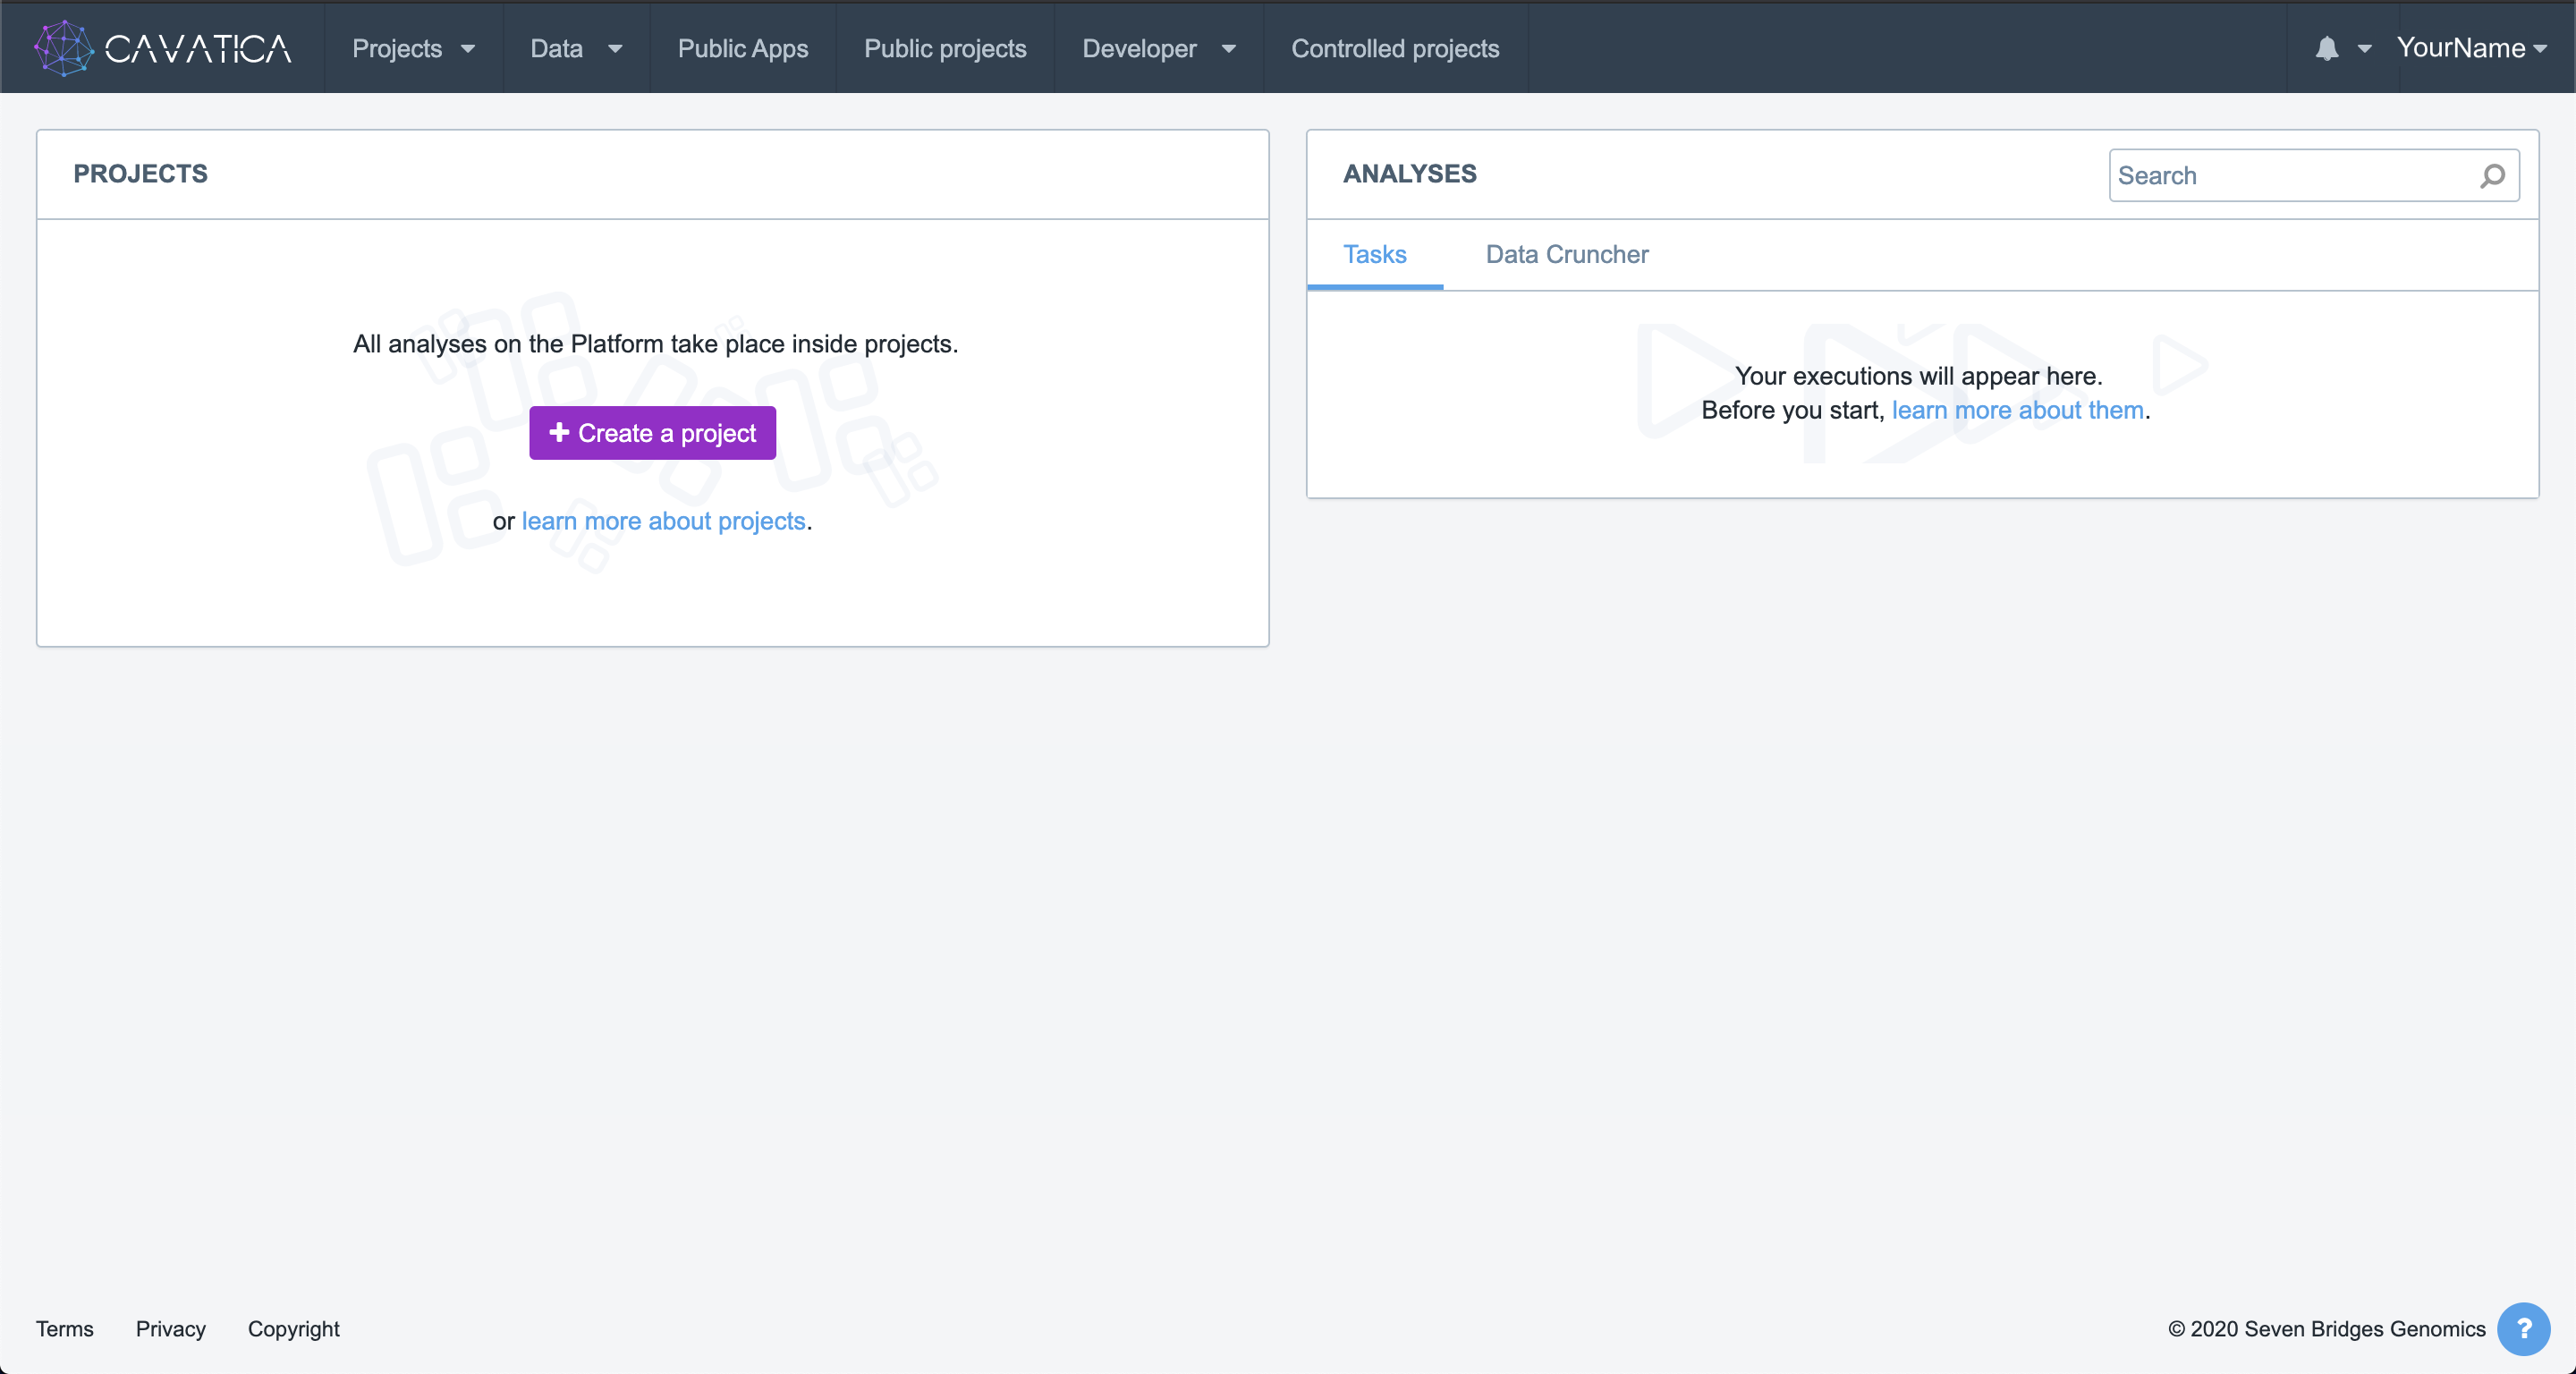 CAVATICA Projects Data Public Apps Public projects Developer Controlled projects YourName
PROJECTS
All analyses on the Platform take place inside projects.
Create a project
or learn more about projects.
ANALYSES
Search
Tasks Data Cruncher
Your executions will appear here.
Before you start, learn more about them.
Terms Privacy Copyright
© 2020 Seven Bridges Genomics ?